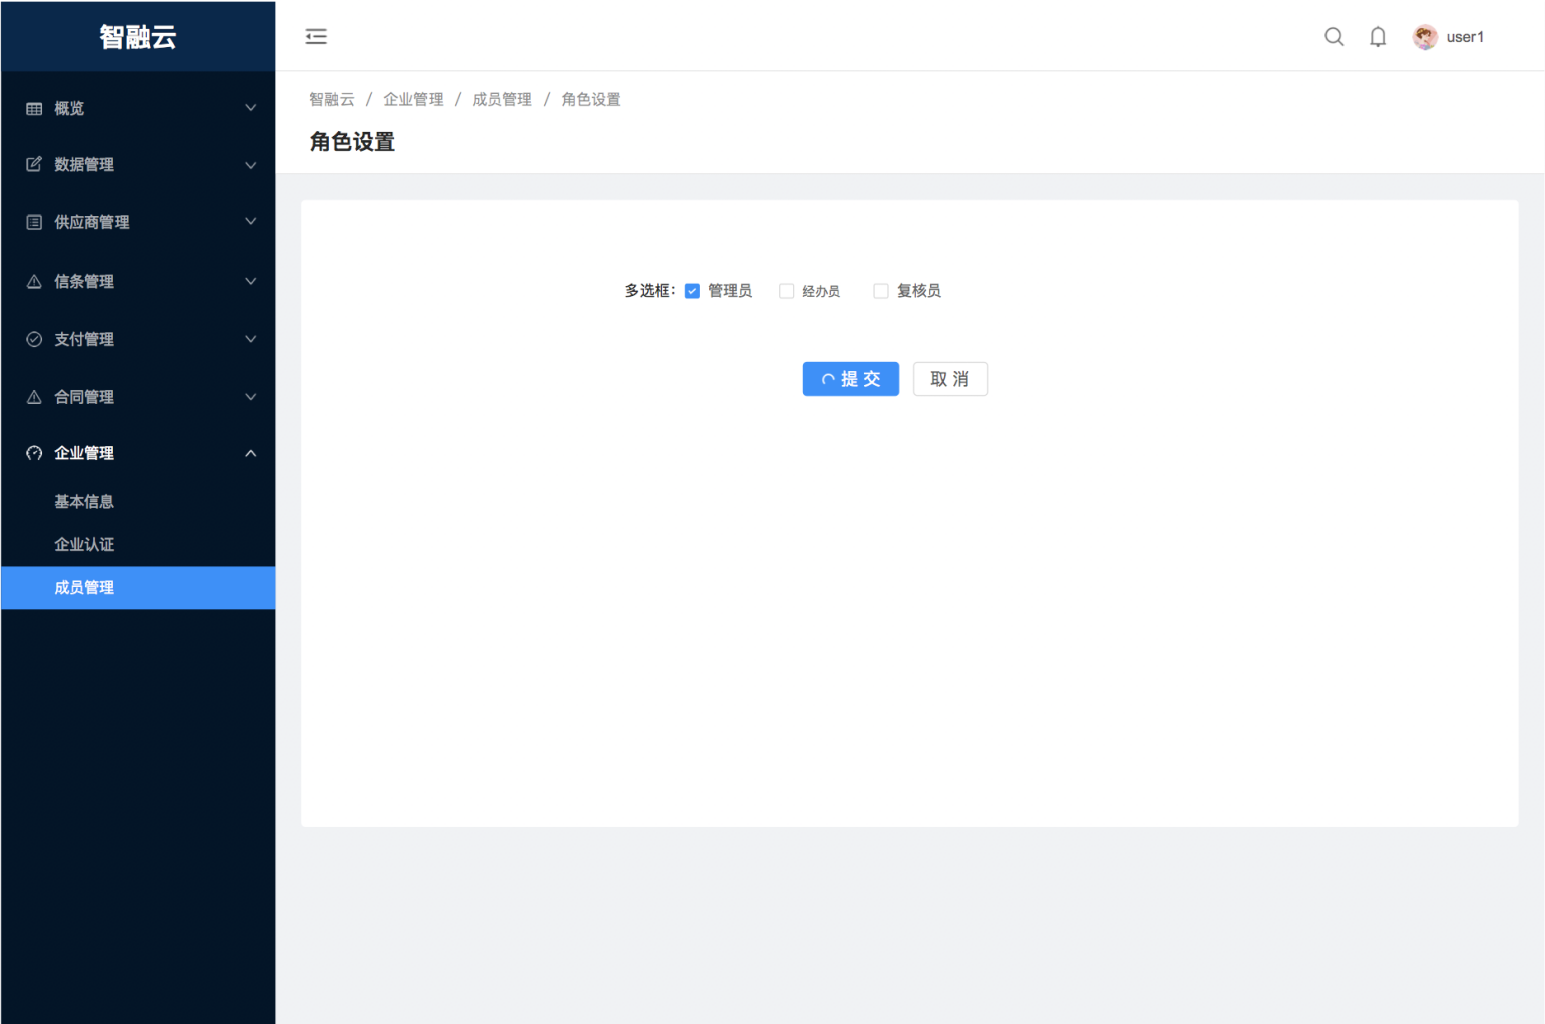 智融云
user1
智融云 / 企业管理 / 成员管理 / 角色设置
角色设置
概览
数据管理
供应商管理
信条管理
支付管理
合同管理
企业管理
基本信息
企业认证
成员管理
多选框： 管理员 经办员 复核员
提 交 取 消